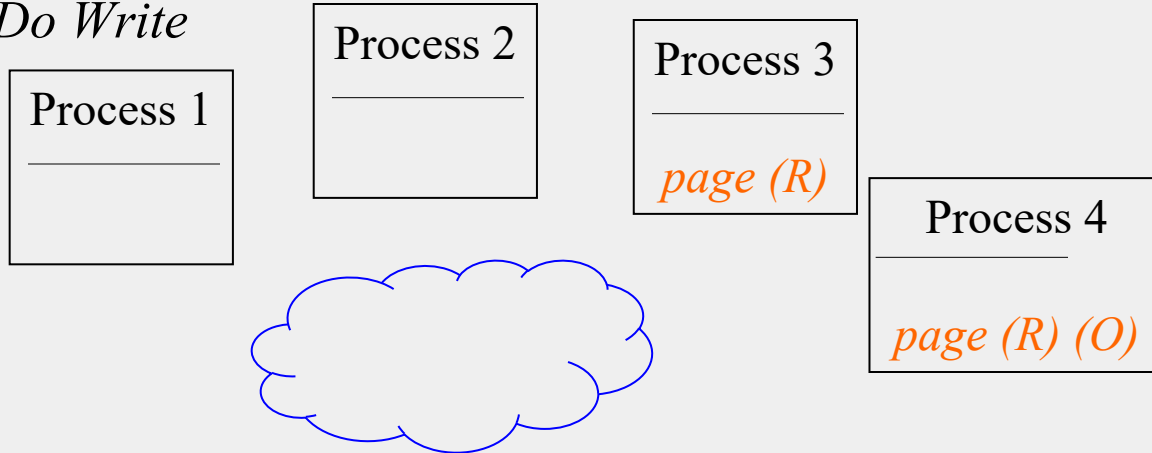 Do Write
Process 1
Process 2
Process 3
page (R)
Process 4
page (R) (O)